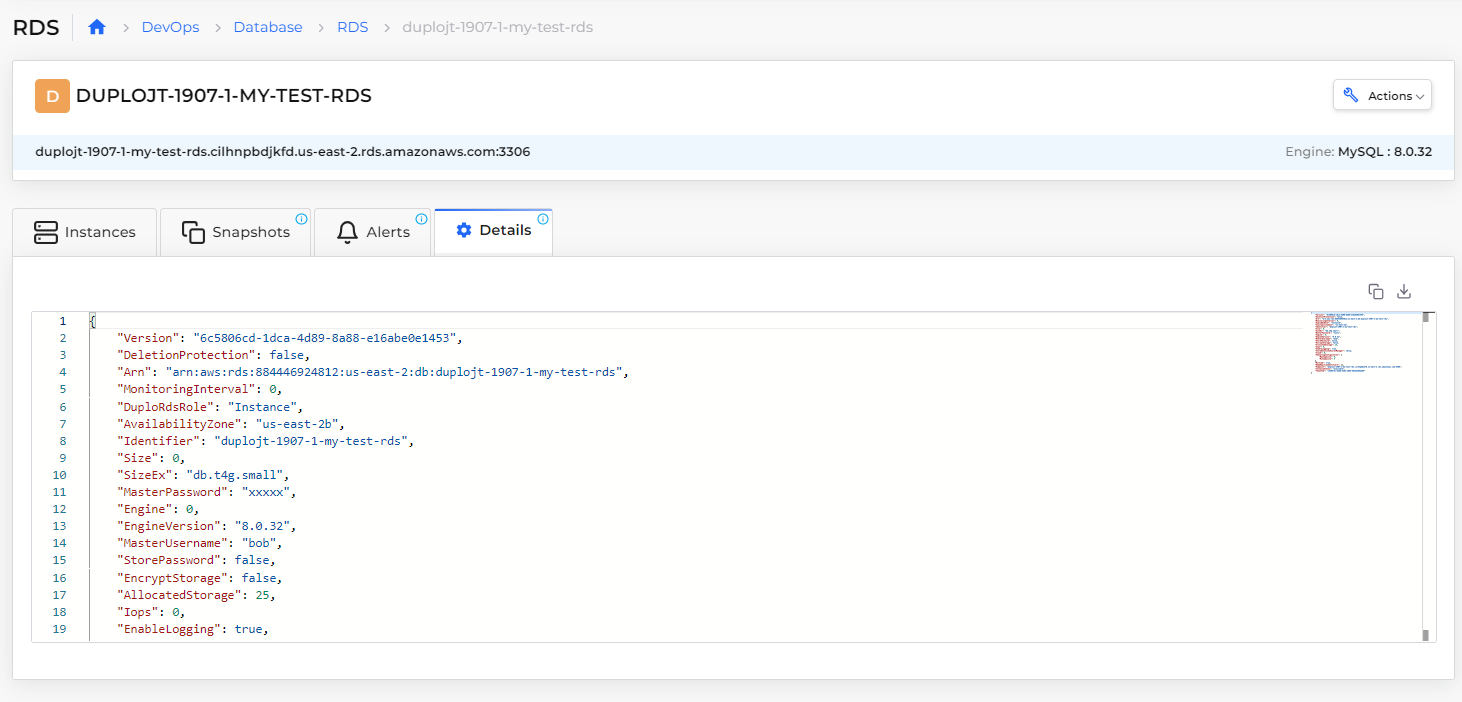 RDS DevOps Database RDS duplojt-1907-1-my-test-rds
D DUPLOJT-1907-1-MY-TEST-RDS Actions
duplojt-1907-1-my-test-rds.cilhnpbdjkfd.us-east-2.rds.amazonaws.com:3306 Engine: MySQL : 8.0.32
Instances Snapshots Alerts Details
1 {
2 "Version": "6c5806cd-1dca-4d89-8a88-e16abe0e1453",
3 "DeletionProtection": false,
4 "Arn": "arn:aws:rds:884446924812:us-east-2:db:duplojt-1907-1-my-test-rds",
5 "MonitoringInterval": 0,
6 "DuploRdsRole": "Instance",
7 "AvailabilityZone": "us-east-2b",
8 "Identifier": "duplojt-1907-1-my-test-rds",
9 "Size": 0,
10 "SizeEx": "db.t4g.small",
11 "MasterPassword": "xxxxx",
12 "Engine": 0,
13 "EngineVersion": "8.0.32",
14 "MasterUsername": "bob",
15 "StorePassword": false,
16 "EncryptStorage": false,
17 "AllocatedStorage": 25,
18 "Iops": 0,
19 "EnableLogging": true,